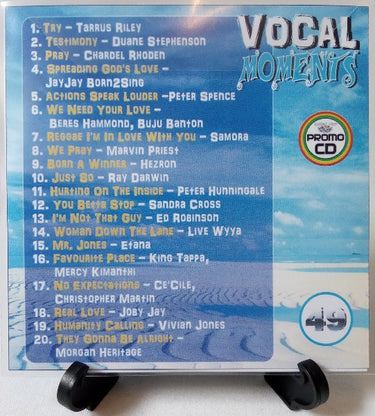 VOCAL
MOMENTS
1. Try – Tarrus Riley
2. Testimony – Duane Stephenson
3. Pray – Chardel Rhoden
4. Spreading God's Love –
JayJay Born2Sing
5. Actions Speak Louder –Peter Spence
6. We Need Your Love –
Beres Hammond, Buju Banton
7. Reggae I'm In Love With You – Samora
8. We Pray – Marvin Priest
9. Born A Winner – Hezron
10. Just So – Ray Darwin
11. Hurting On The Inside – Peter Hunningale
12. You Betta Stop – Sandra Cross
13. I'm Not That Guy – Ed Robinson
14. Woman Down The Lane – Live Wyya
15. Mr. Jones – Etana
16. Favourite Place – King Tappa,
Mercy Kimanthi
17. No Expectations – Ce'Cile,
Christopher Martin
18. Real Love – Joby Jay
19. Humanity Calling – Vivian Jones
20. They Gonna Be Alright –
Morgan Heritage
PROMO
CD
49